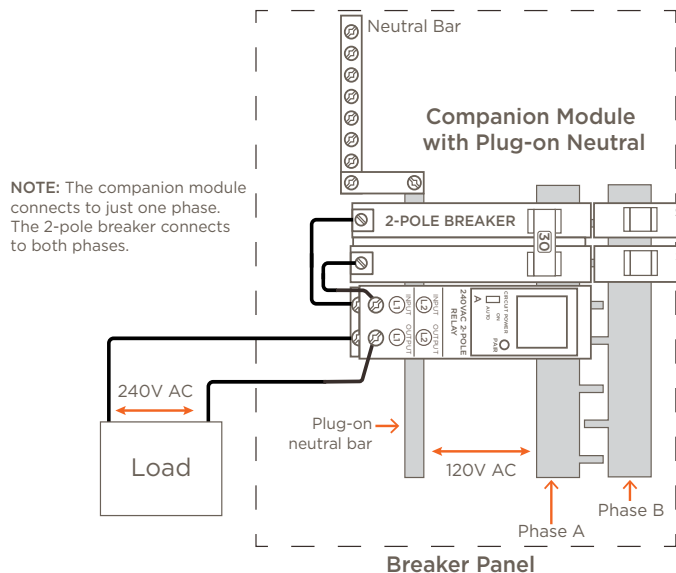 Neutral Bar
Companion Module
with Plug-on Neutral
NOTE: The companion module
connects to just one phase.
The 2-pole breaker connects
to both phases.
2-POLE BREAKER
30
L1
INPUT
L2
INPUT
L1
OUTPUT
L2
OUTPUT
240VAC 2-POLE
RELAY
A
CIRCUIT POWER
ON
AUTO
PAIR
240V AC
Load
Plug-on
neutral bar
120V AC
Phase A
Phase B
Breaker Panel